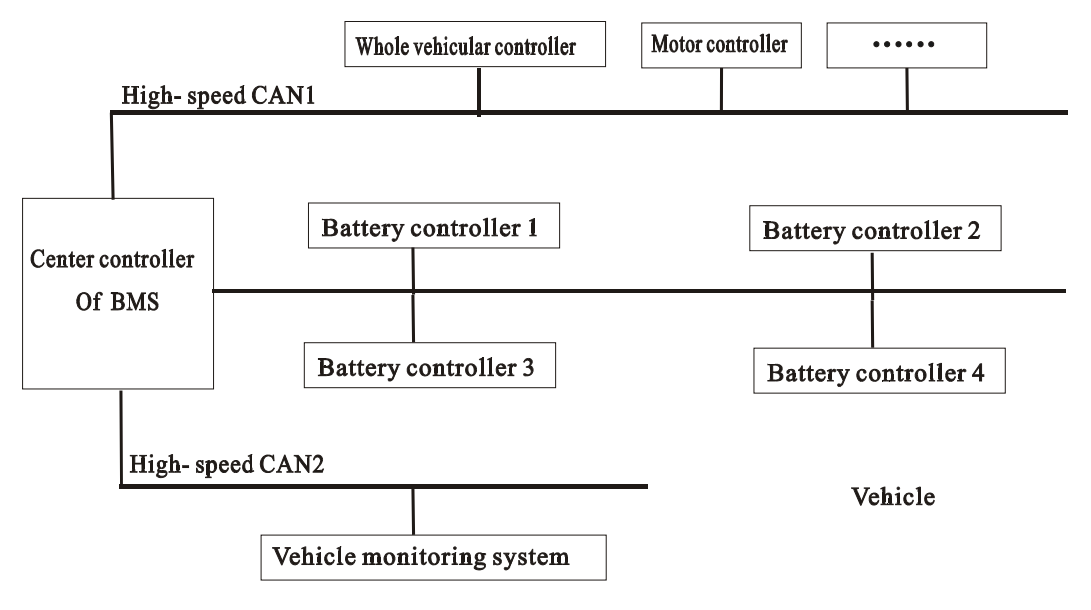 Whole vehicular controller
Motor controller
······
High- speed CAN1
Battery controller 1
Battery controller 2
Center controller
Of BMS
Battery controller 3
Battery controller 4
High- speed CAN2
Vehicle
Vehicle monitoring system